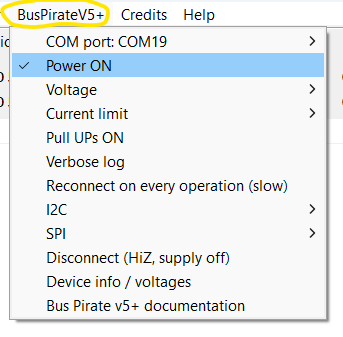 BusPirateV5+ Credits Help
COM port: COM19
Power ON
Voltage
Current limit
Pull UPs ON
Verbose log
Reconnect on every operation (slow)
I2C
SPI
Disconnect (HiZ, supply off)
Device info / voltages
Bus Pirate v5+ documentation